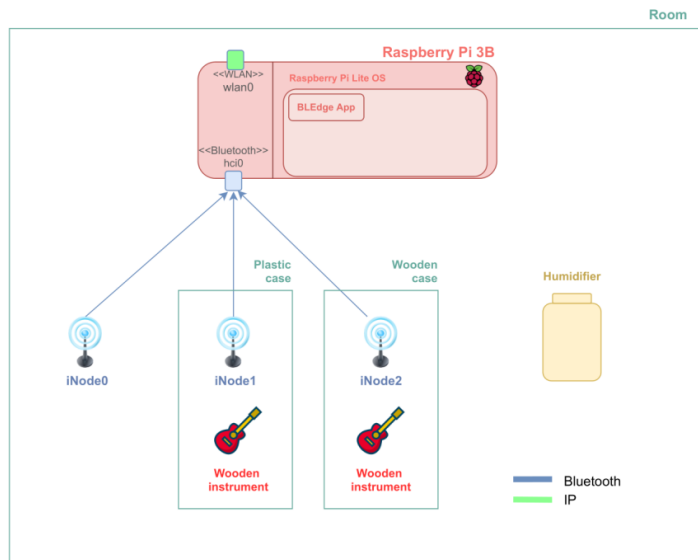 Room
Raspberry Pi 3B
<<WLAN>>
wlan0
Raspberry Pi Lite OS
BLEdge App
<<Bluetooth>>
hci0
Plastic
case
Wooden
case
Humidifier
iNode0
iNode1
iNode2
Wooden
instrument
Wooden
instrument
Bluetooth
IP